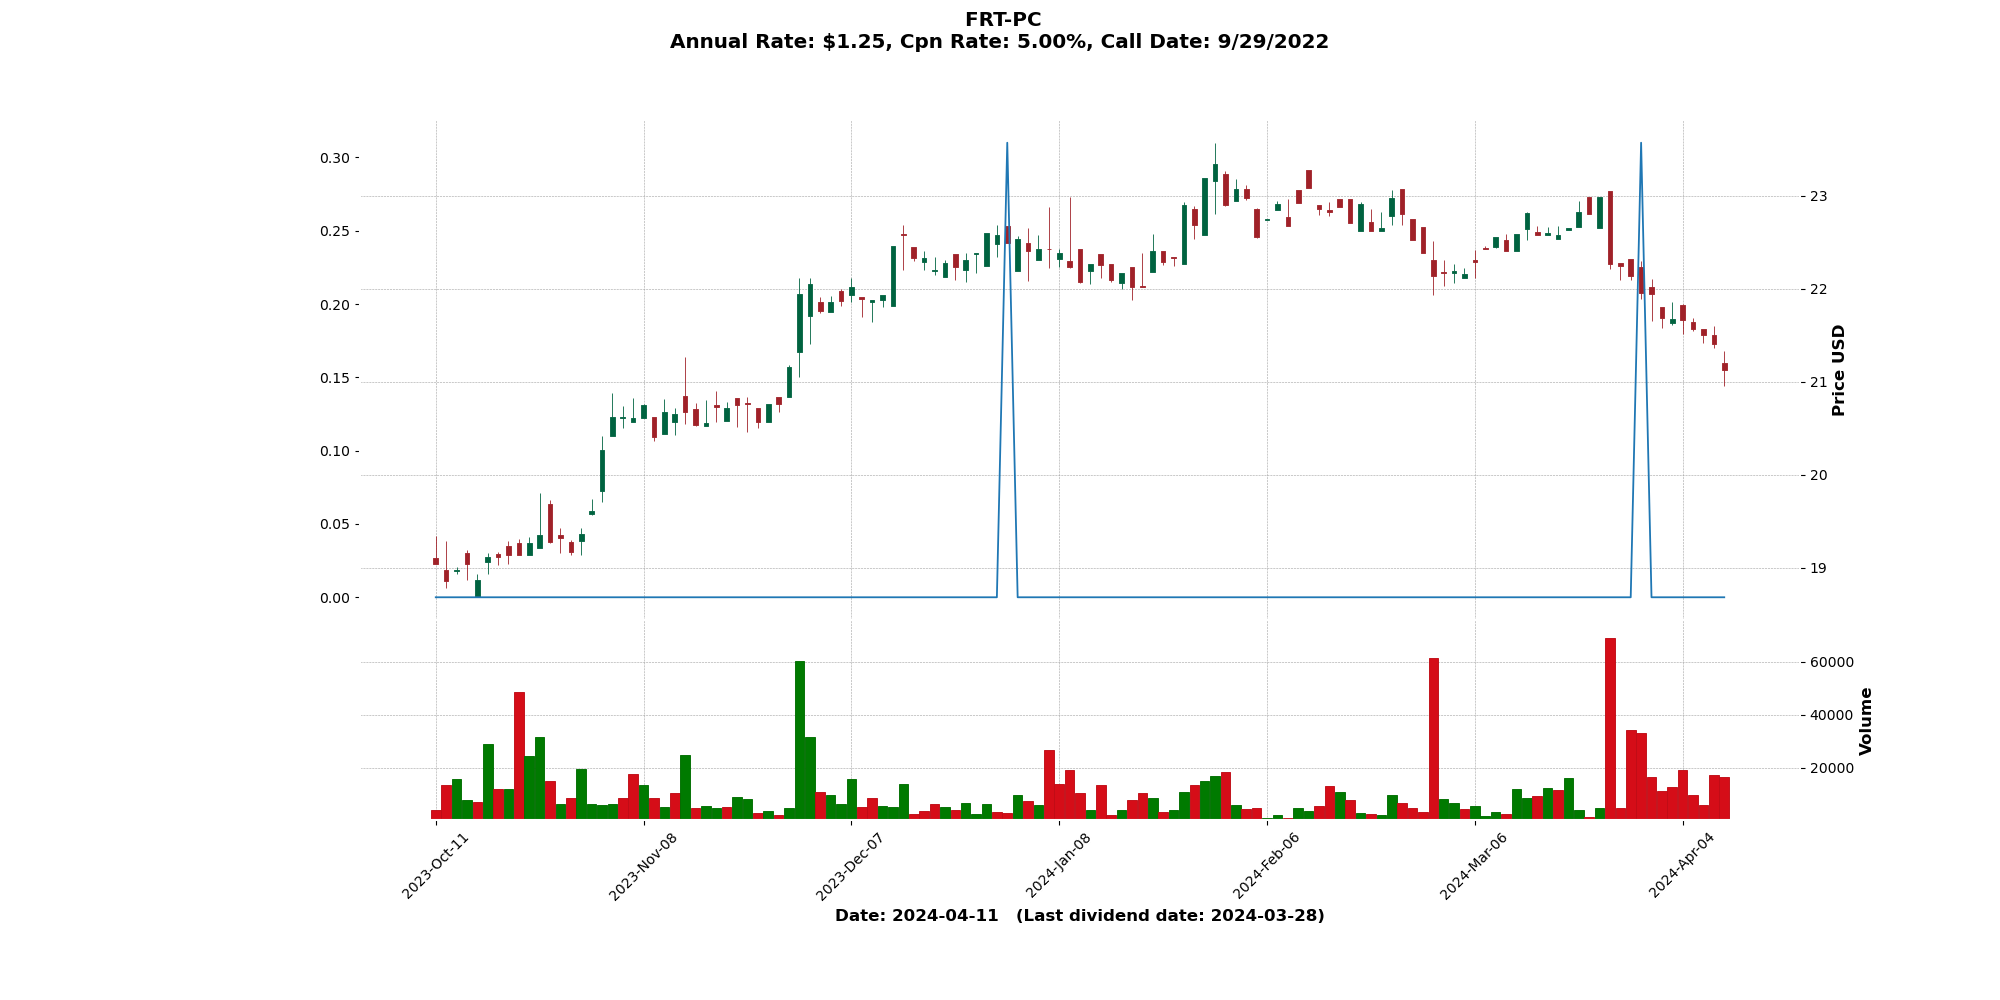 FRT-PC
Annual Rate: $1.25, Cpn Rate: 5.00%, Call Date: 9/29/2022
0.30
0.25
0.20
0.15
0.10
0.05
0.00
23
22
21
20
19
Price USD
60000
40000
20000
Volume
2023-Oct-11
2023-Nov-08
2023-Dec-07
2024-Jan-08
2024-Feb-06
2024-Mar-06
2024-Apr-04
Date: 2024-04-11 (Last dividend date: 2024-03-28)